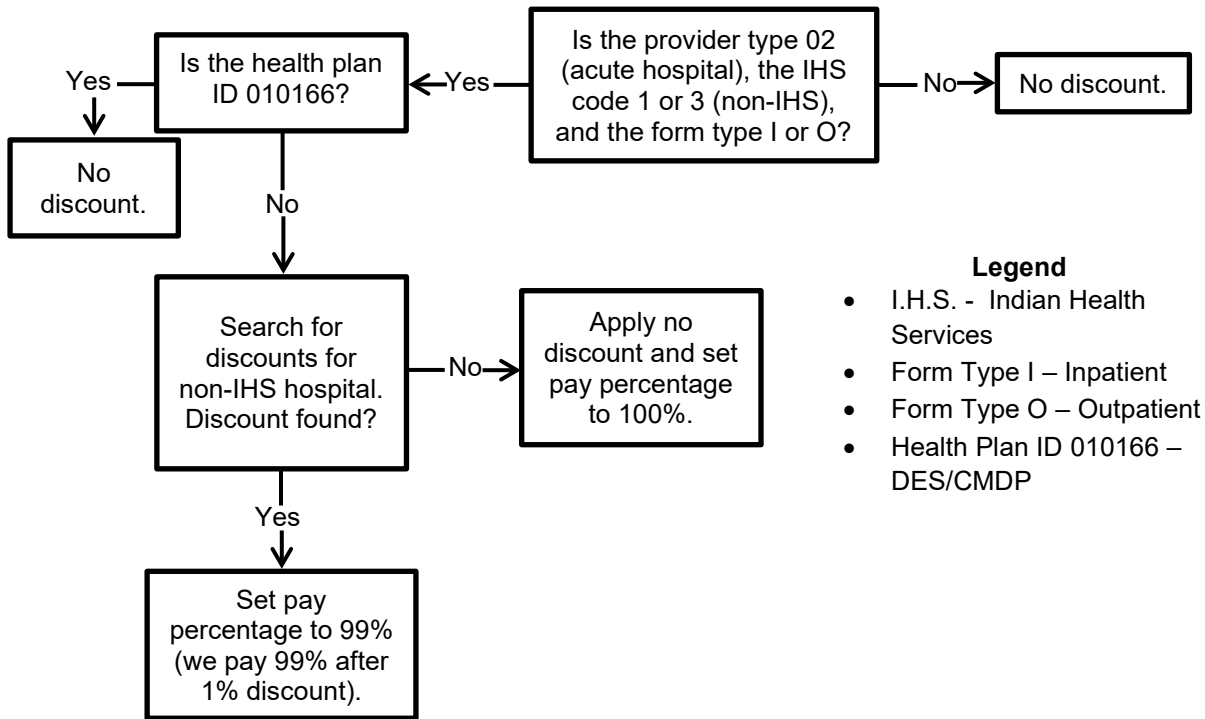 Is the provider type 02
(acute hospital), the IHS
code 1 or 3 (non-IHS),
and the form type I or O?
No
No discount.
Yes
Is the health plan
ID 010166?
Yes
No
discount.
No
Search for
discounts for
non-IHS hospital.
Discount found?
No
Apply no
discount and set
pay percentage
to 100%.
Yes
Set pay
percentage to 99%
(we pay 99% after
1% discount).
Legend
• I.H.S. - Indian Health
Services
• Form Type I – Inpatient
• Form Type O – Outpatient
• Health Plan ID 010166 –
DES/CMDP